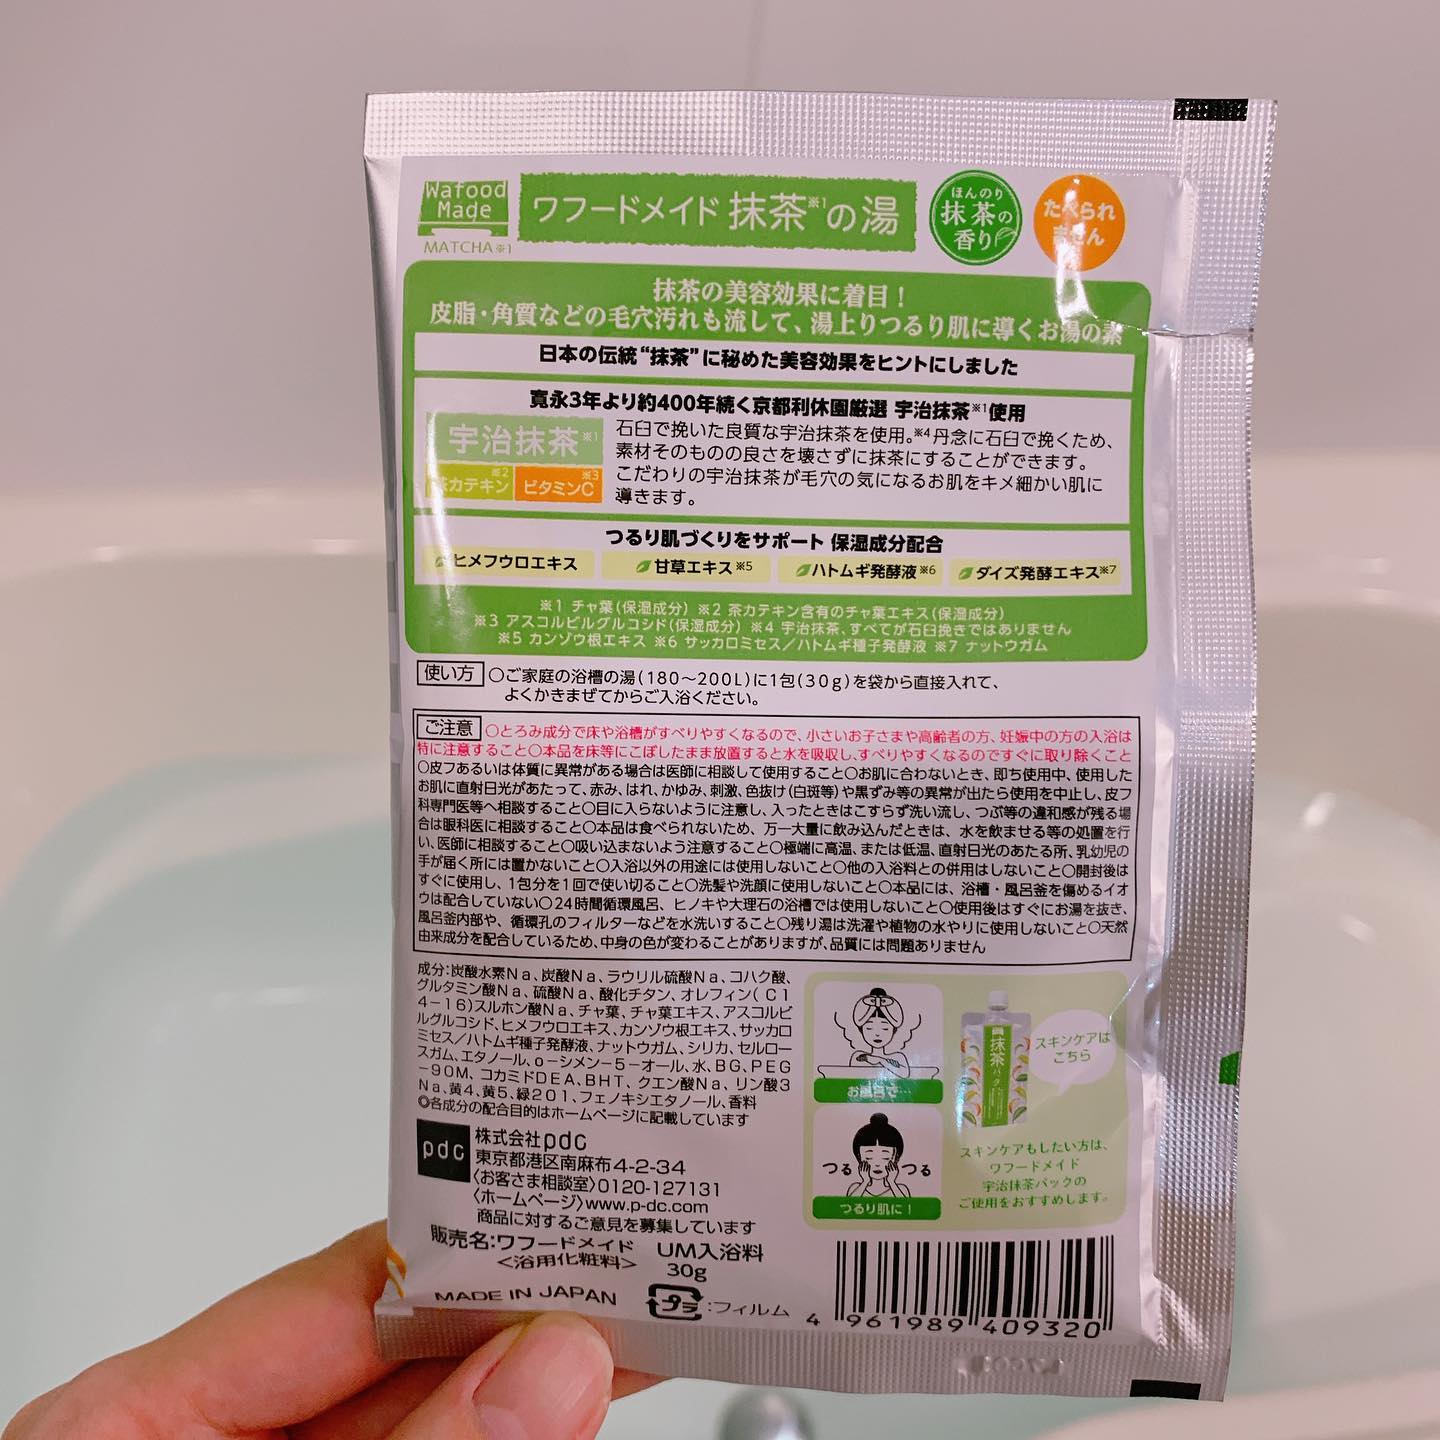 Wafood
Made
MATCHA※1
ワフードメイド 抹茶※1の湯
ほんのり
抹茶の
香り
たべられ
ません
抹茶の美容効果に着目!
皮脂・角質などの毛穴汚れも流して、湯上りつるり肌に導くお湯の素
日本の伝統“抹茶”に秘めた美容効果をヒントにしました
寛永3年より約400年続く京都利休園厳選 宇治抹茶※1使用
宇治抹茶※1
茶カテキン※2
ビタミンC※3
石臼で挽いた良質な宇治抹茶を使用。※4丹念に石臼で挽くため、
素材そのものの良さを壊さずに抹茶にすることができます。
こだわりの宇治抹茶が毛穴の気になるお肌をキメ細かい肌に
導きます。
つるり肌づくりをサポート 保湿成分配合
ヒメフウロエキス
甘草エキス※5
ハトムギ発酵液※6
ダイズ発酵エキス※7
※1 チャ葉(保湿成分) ※2 茶カテキン含有のチャ葉エキス(保湿成分)
※3 アスコルビルグルコシド(保湿成分) ※4 宇治抹茶、すべてが石臼挽きではありません
※5 カンゾウ根エキス ※6 サッカロミセス/ハトムギ種子発酵液 ※7 ナットウガム
使い方 ○ご家庭の浴槽の湯(180~200L)に1包(30g)を袋から直接入れて、
よくかきまぜてからご入浴ください。
ご注意 ○とろみ成分で床や浴槽がすべりやすくなるので、小さいお子さまや高齢者の方、妊娠中の方の入浴は
特に注意すること○本品を床等にこぼしたまま放置すると水を吸収し、すべりやすくなるのですぐに取り除くこと
○皮フあるいは体質に異常がある場合は医師に相談して使用すること○お肌に合わないとき、即ち使用中、使用した
お肌に直射日光があたって、赤み、はれ、かゆみ、刺激、色抜け(白斑等)や黒ずみ等の異常が出たら使用を中止し、皮フ
科専門医等へ相談すること○目に入らないように注意し、入ったときはこすらず洗い流し、つぶ等の違和感が残る場
合は眼科医に相談すること○本品は食べられないため、万一大量に飲み込んだときは、水を飲ませる等の処置を行
い、医師に相談すること○吸い込まないよう注意すること○極端に高温、または低温、直射日光のあたる所、乳幼児の
手が届く所には置かないこと○入浴以外の用途には使用しないこと○他の入浴料との併用はしないこと○開封後は
すぐに使用し、1包分を1回で使い切ること○洗髪や洗顔に使用しないこと○本品には、浴槽・風呂釜を傷めるイオ
ウは配合していない○24時間循環風呂、ヒノキや大理石の浴槽では使用しないこと○使用後はすぐにお湯を抜き、
風呂釜内部や、循環孔のフィルターなどを水洗いすること○残り湯は洗濯や植物の水やりに使用しないこと○天然
由来成分を配合しているため、中身の色が変わることがありますが、品質には問題ありません
成分:炭酸水素Na、炭酸Na、ラウリル硫酸Na、コハク酸、
グルタミン酸Na、硫酸Na、酸化チタン、オレフィン(C1
4-16)スルホン酸Na、チャ葉、チャ葉エキス、アスコルビ
ルグルコシド、ヒメフウロエキス、カンゾウ根エキス、サッカロ
ミセス/ハトムギ種子発酵液、ナットウガム、シリカ、セルロー
スガム、エタノール、o-シメン-5-オール、水、BG、PEG
-90M、コカミドDEA、BHT、クエン酸Na、リン酸3
Na、黄4、黄5、緑201、フェノキシエタノール、香料
◎各成分の配合目的はホームページに記載しています
pdc
株式会社pdc
東京都港区南麻布4-2-34
〈お客さま相談室〉0120-127131
〈ホームページ〉www.p-dc.com
商品に対するご意見を募集しています
お風呂で…
つる つる
つるり肌に!
抹茶パック
スキンケアは
こちら
スキンケアもしたい方は、
ワフードメイド
宇治抹茶パックの
ご使用をおすすめします。
販売名:ワフードメイド UM入浴料
<浴用化粧料> 30g
MADE IN JAPAN
プラ:フィルム
4 961989 409320